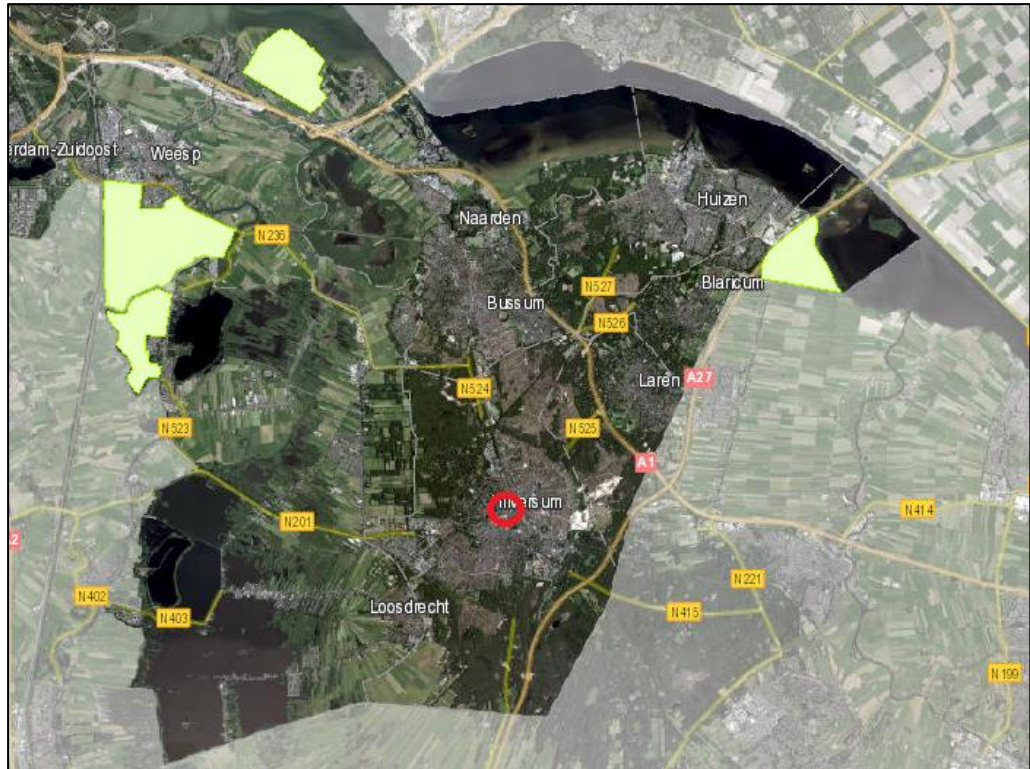 erdam-Zuidoost
Weesp
Huizen
Naarden
N236
Blaricum
N527
Bussum
N526
Laren
A27
N524
N523
N525
A1
N201
N414
N402
N403
Loosdrecht
N221
N415
N199